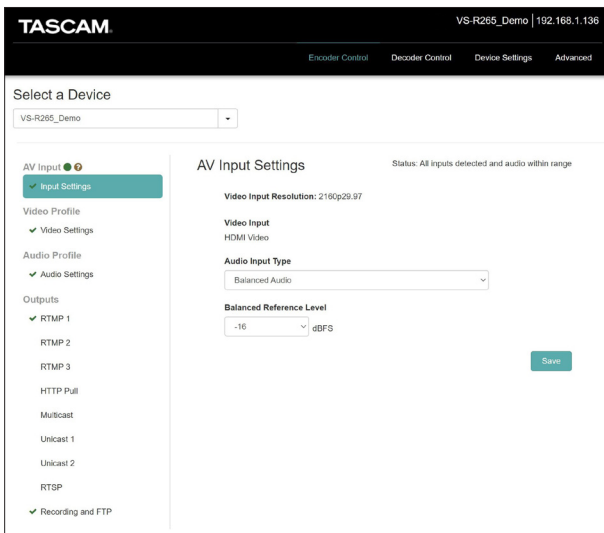 TASCAM.
VS-R265_Demo | 192.168.1.136
Encoder Control Decoder Control Device Settings Advanced
Select a Device
VS-R265_Demo
AV Input
Input Settings
Video Profile
Video Settings
Audio Profile
Audio Settings
Outputs
RTMP 1
RTMP 2
RTMP 3
HTTP Pull
Multicast
Unicast 1
Unicast 2
RTSP
Recording and FTP
AV Input Settings
Status: All inputs detected and audio within range
Video Input Resolution: 2160p29.97
Video Input
HDMI Video
Audio Input Type
Balanced Audio
Balanced Reference Level
-16 dBFS
Save